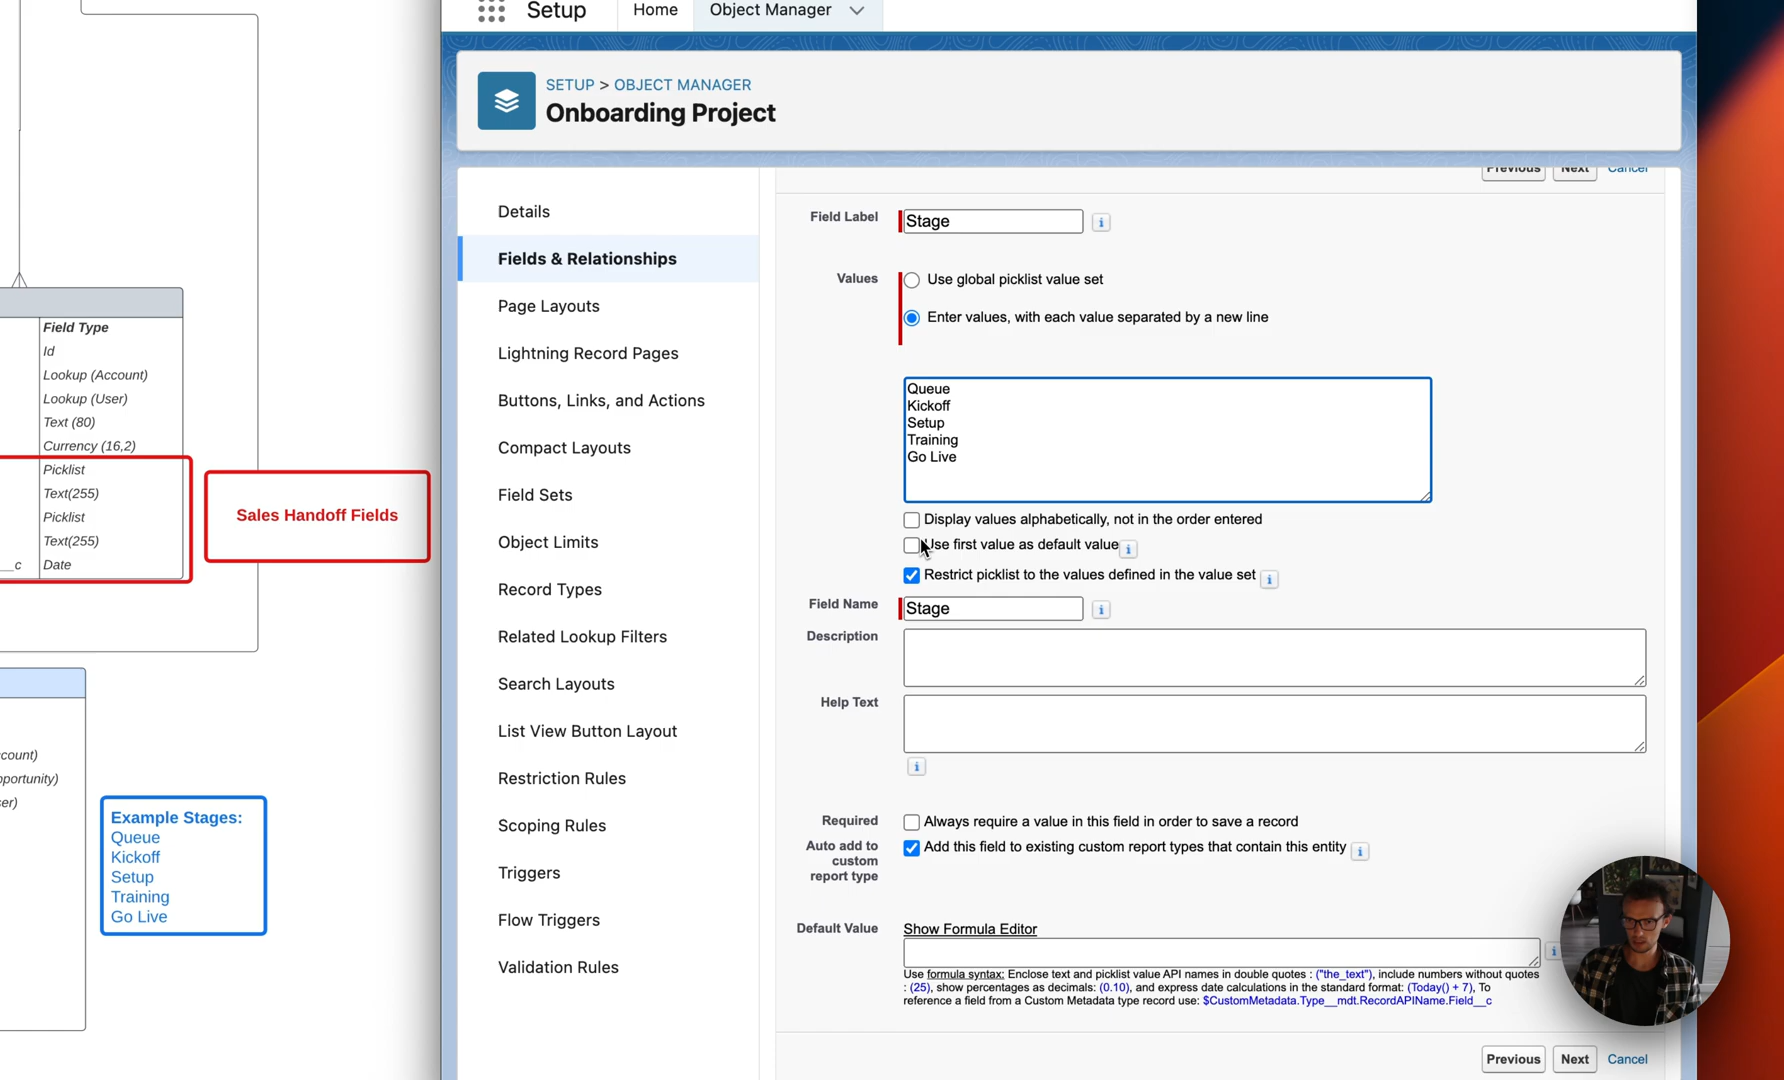 Setup
Home
Object Manager
SETUP > OBJECT MANAGER
Onboarding Project
Details
Fields & Relationships
Page Layouts
Lightning Record Pages
Buttons, Links, and Actions
Compact Layouts
Field Sets
Object Limits
Record Types
Related Lookup Filters
Search Layouts
List View Button Layout
Restriction Rules
Scoping Rules
Triggers
Flow Triggers
Validation Rules
Previous Next Cancel
Field Label Stage
Values
Use global picklist value set
Enter values, with each value separated by a new line
Queue
Kickoff
Setup
Training
Go Live
Display values alphabetically, not in the order entered
Use first value as default value
Restrict picklist to the values defined in the value set
Field Name Stage
Description
Help Text
Required Always require a value in this field in order to save a record
Auto add to custom report type
Add this field to existing custom report types that contain this entity
Default Value Show Formula Editor
Use formula syntax: Enclose text and picklist value API names in double quotes : ("the_text"), include numbers without quotes
: (25), show percentages as decimals: (0.10), and express date calculations in the standard format: (Today() + 7), To
reference a field from a Custom Metadata type record use: $CustomMetadata.Type__mdt.RecordAPIName.Field__c
Previous Next Cancel
Field Type
Id
Lookup (Account)
Lookup (User)
Text (80)
Currency (16,2)
Picklist
Text(255)
Picklist
Text(255)
__c Date
Sales Handoff Fields
count)
pportunity)
ser)
Example Stages:
Queue
Kickoff
Setup
Training
Go Live